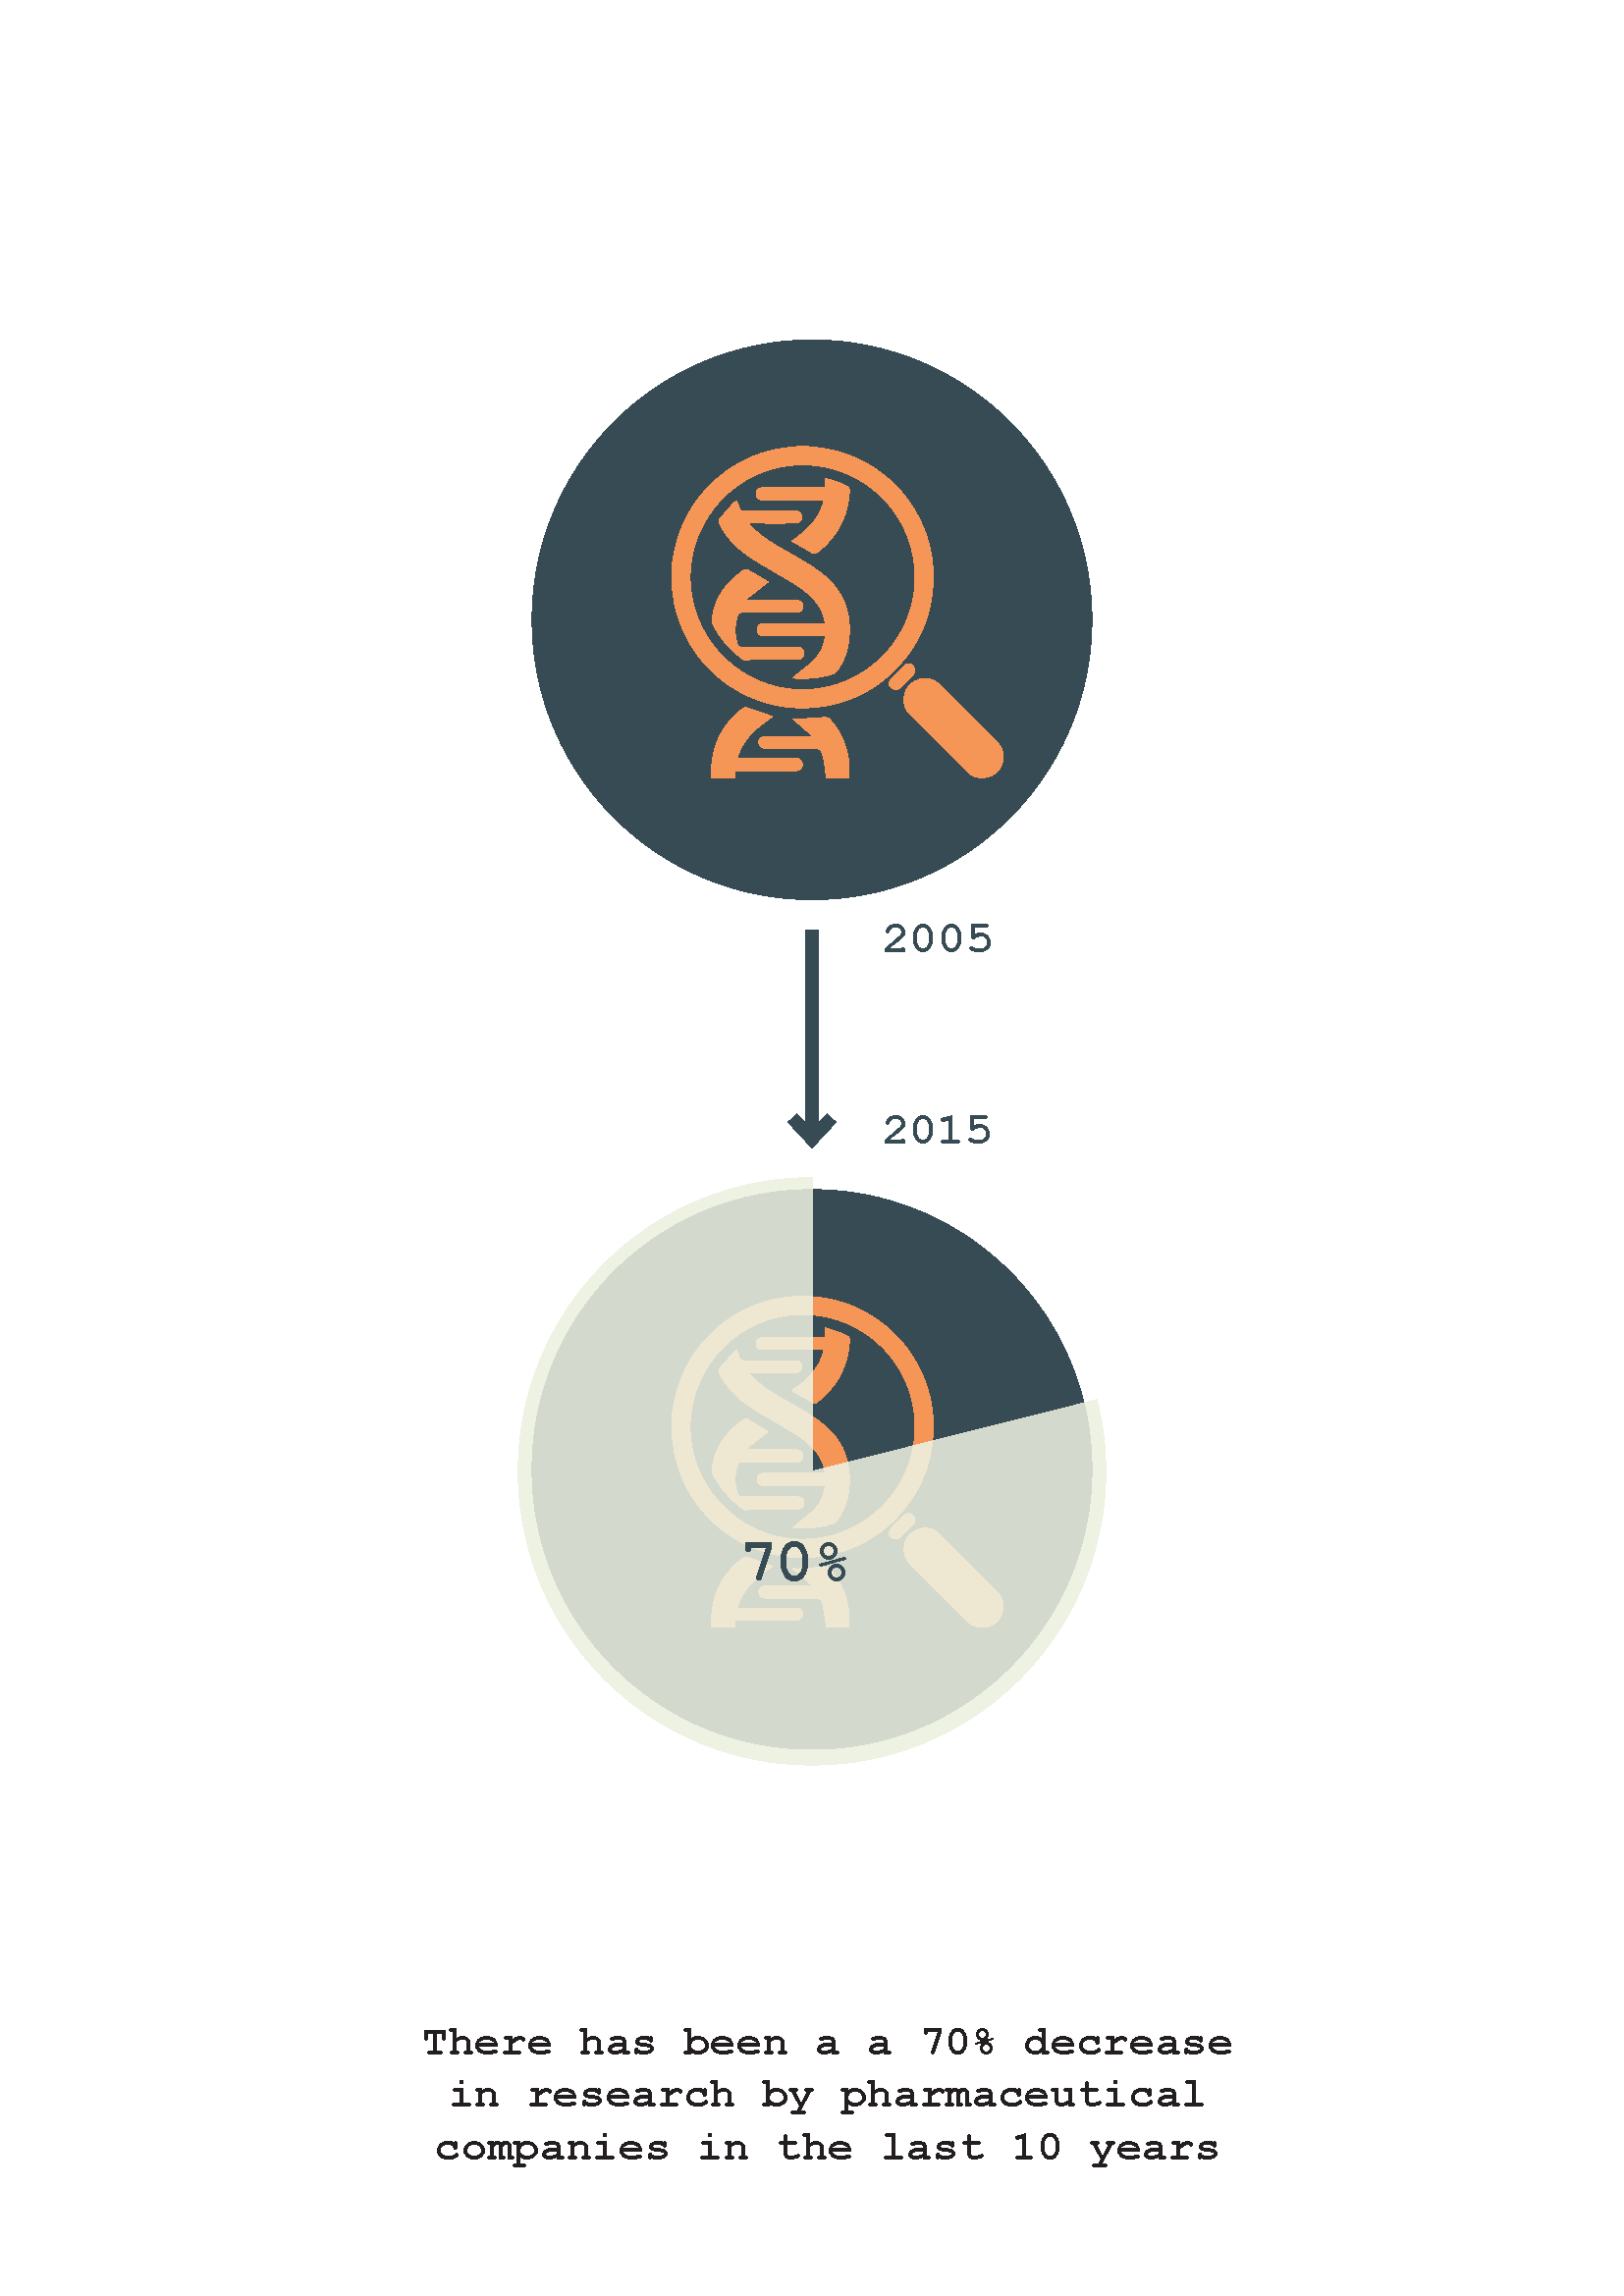 2005
2015
70%
There has been a a 70% decrease
in research by pharmaceutical
companies in the last 10 years